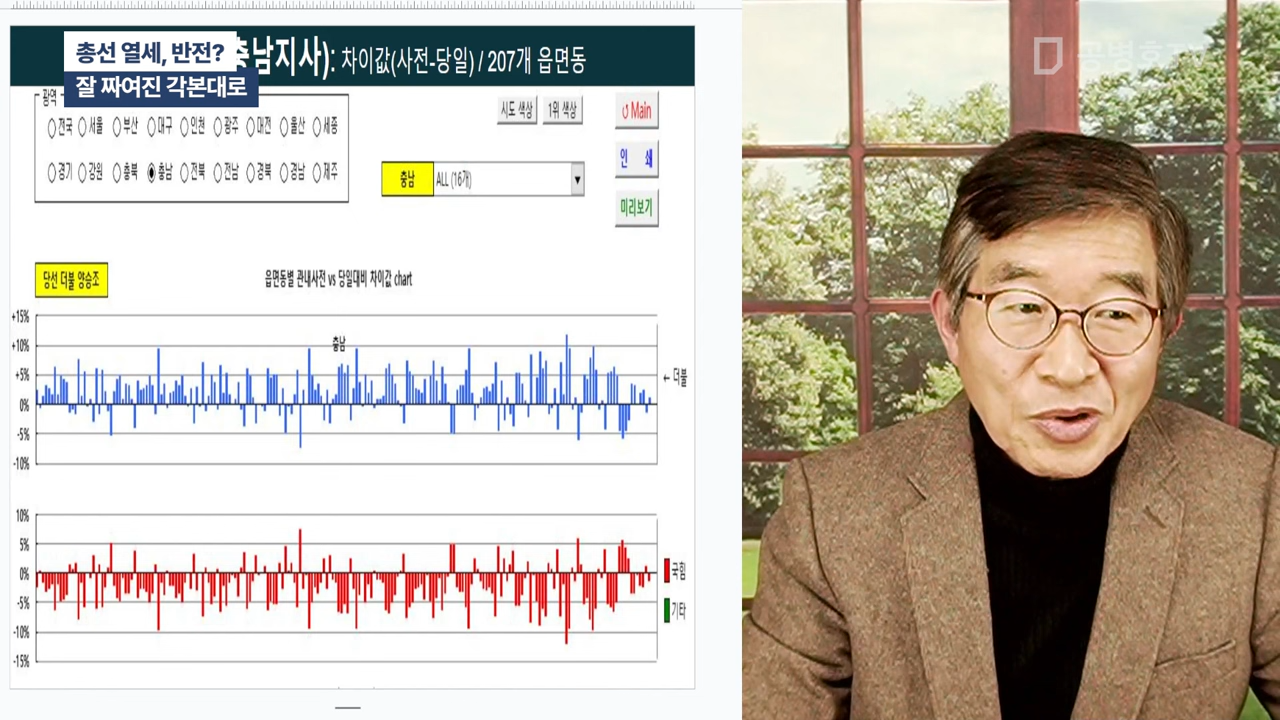 총선 열세, 반전?
잘 짜여진 각본대로
충남지사): 차이값(사전-당일) / 207개 읍면동
광역
전국 서울 부산 대구 인천 광주 대전 울산 세종
경기 강원 충북 충남 전북 전남 경북 경남 제주
시도 색상 1위 색상
↺ Main
인 쇄
미리보기
충남 ALL (16개)
당선 더불 양승조
읍면동별 관내사전 vs 당일대비 차이값 chart
+15%
+10%
+5%
0%
-5%
-10%
충남
← 더불
10%
5%
0%
-5%
-10%
-15%
국힘
기타
공병호